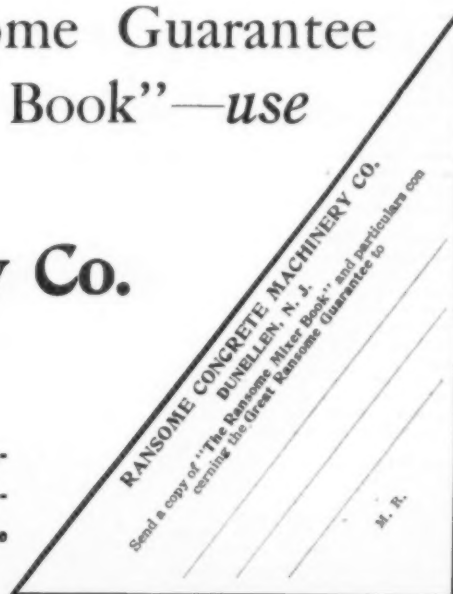 ome Guarantee
Book"—use
y Co.
RANSOME CONCRETE MACHINERY CO.
DUNELLEN, N. J.
Send a copy of "The Ransome Mixer Book" and particulars con
cerning the Great Ransome Guarantee to
M. R.